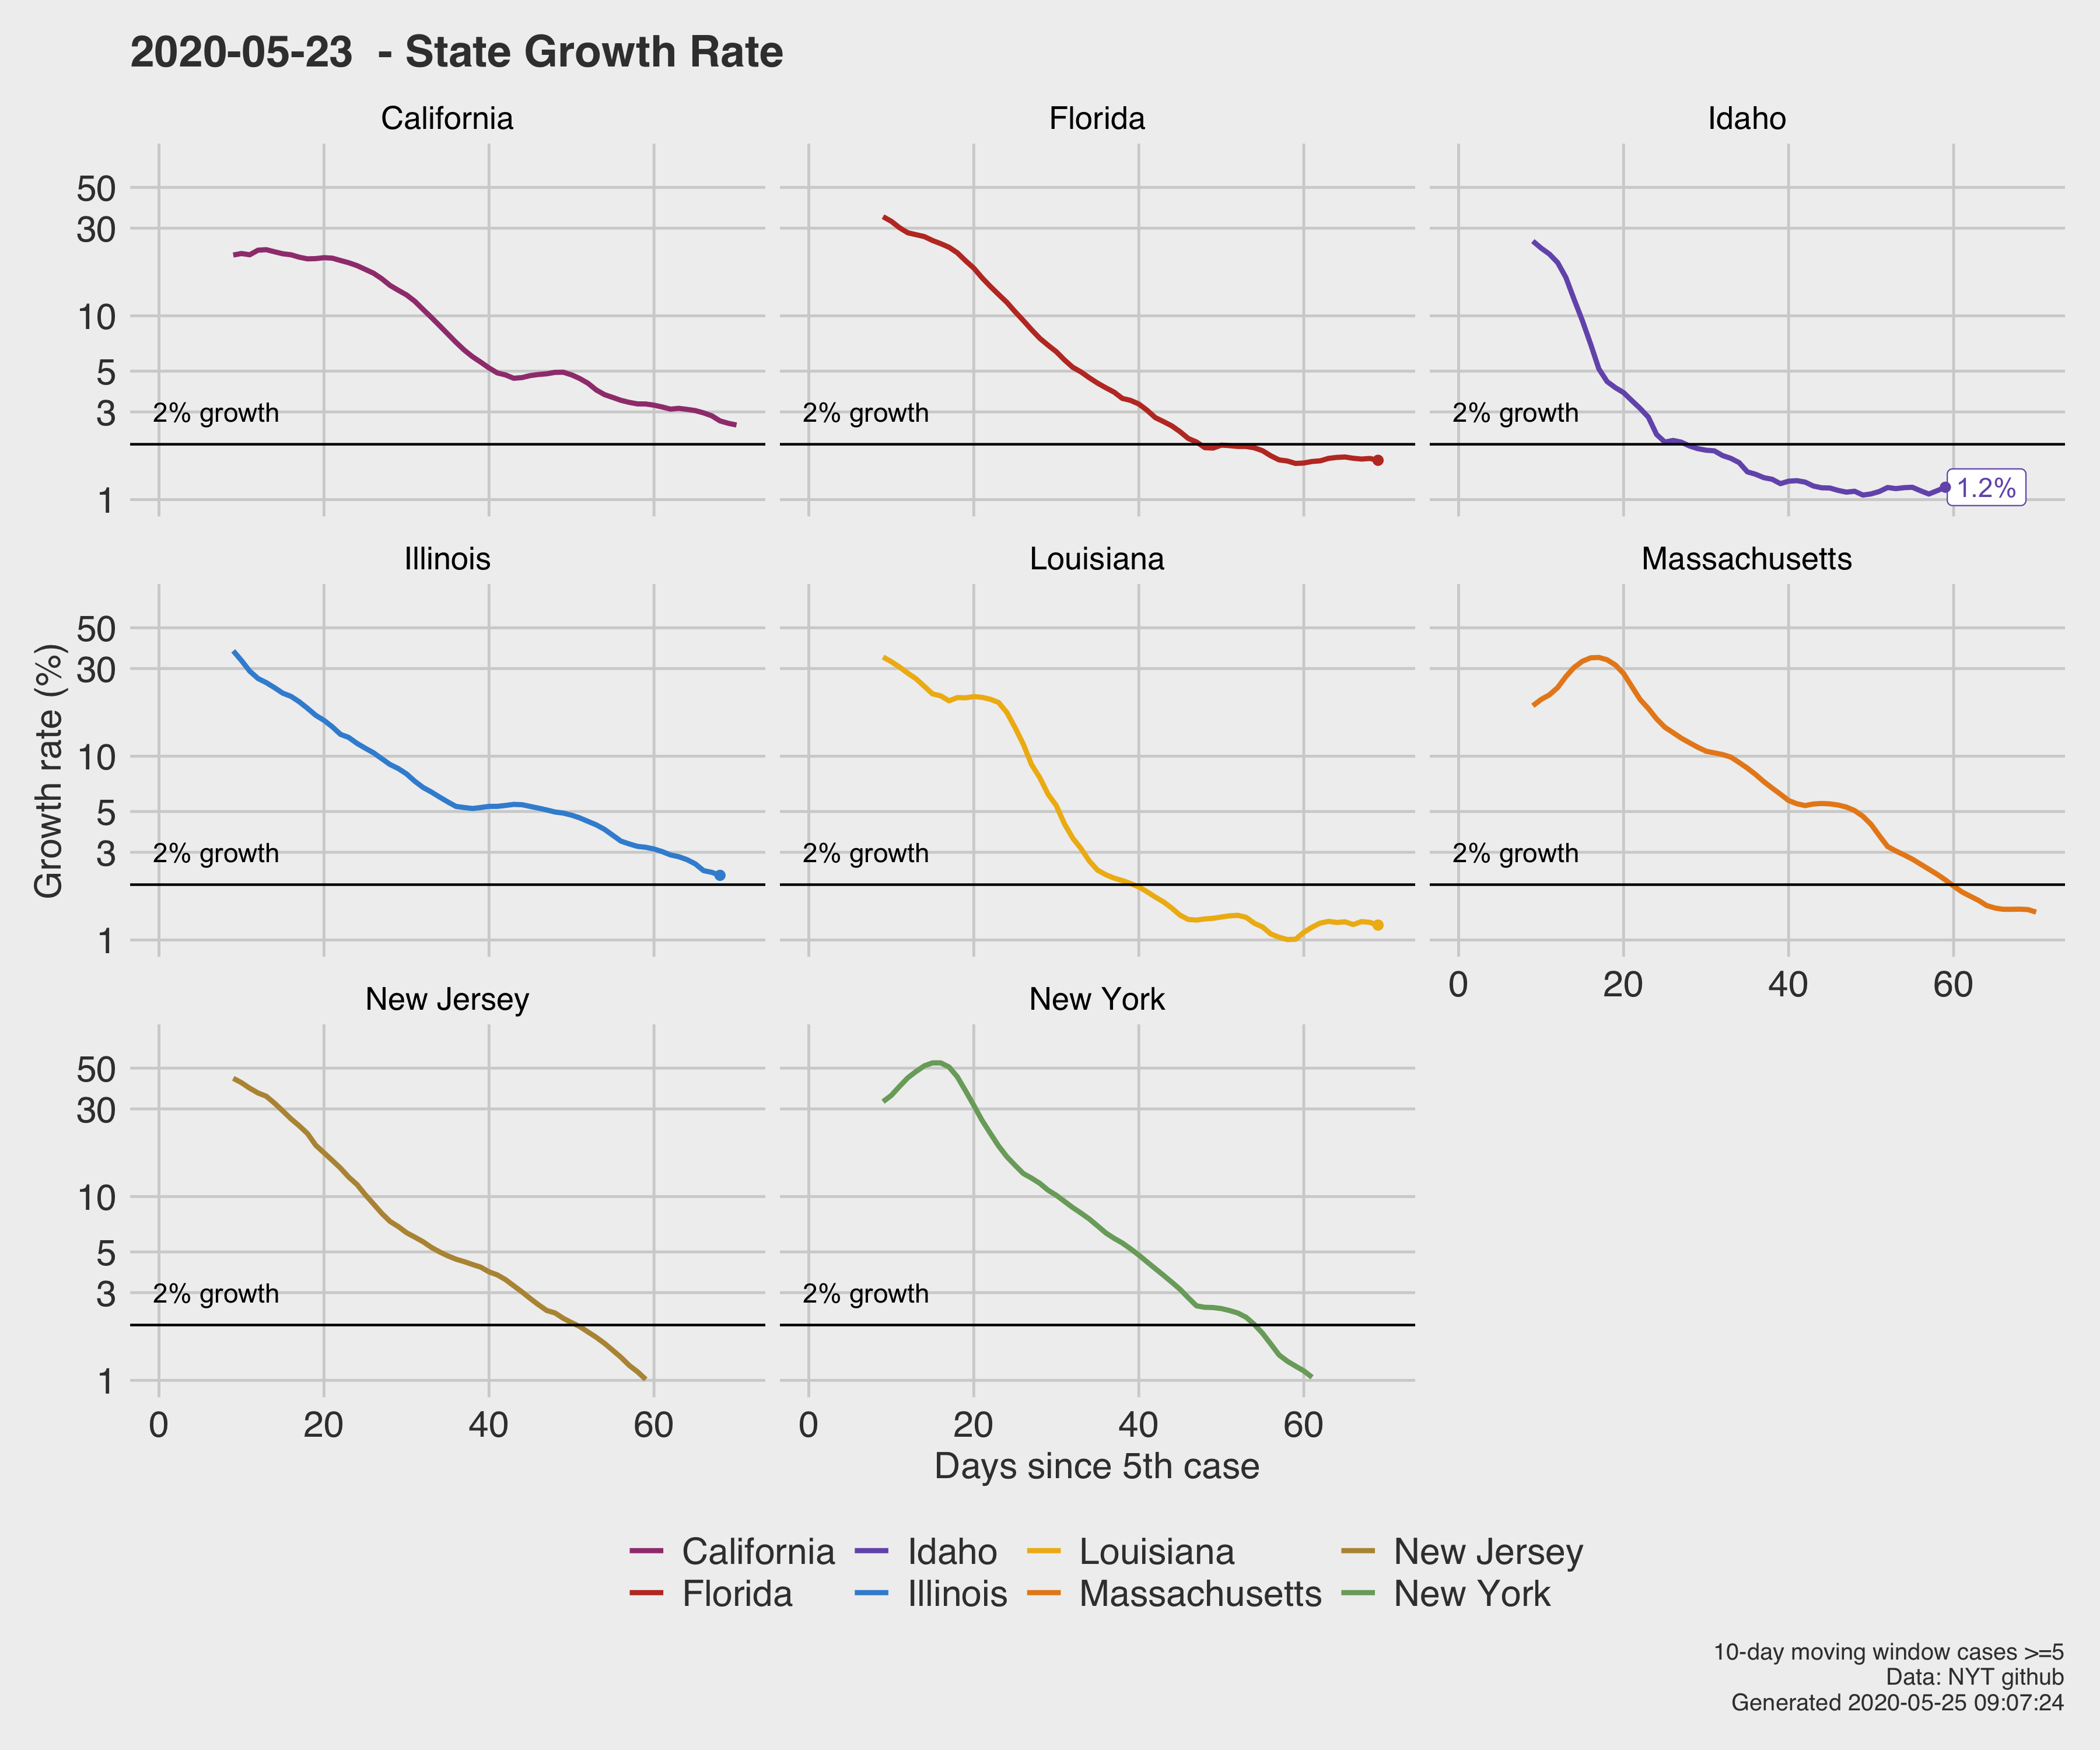 2020-05-23 - State Growth Rate
California
Florida
Idaho
50
30
10
5
3
1
2% growth
2% growth
2% growth
1.2%
Illinois
Louisiana
Massachusetts
Growth rate (%)
50
30
10
5
3
1
2% growth
2% growth
2% growth
0 20 40 60
New Jersey
New York
50
30
10
5
3
1
2% growth
2% growth
0 20 40 60
0 20 40 60
Days since 5th case
California Idaho Louisiana New Jersey
Florida Illinois Massachusetts New York
10-day moving window cases >=5
Data: NYT github
Generated 2020-05-25 09:07:24